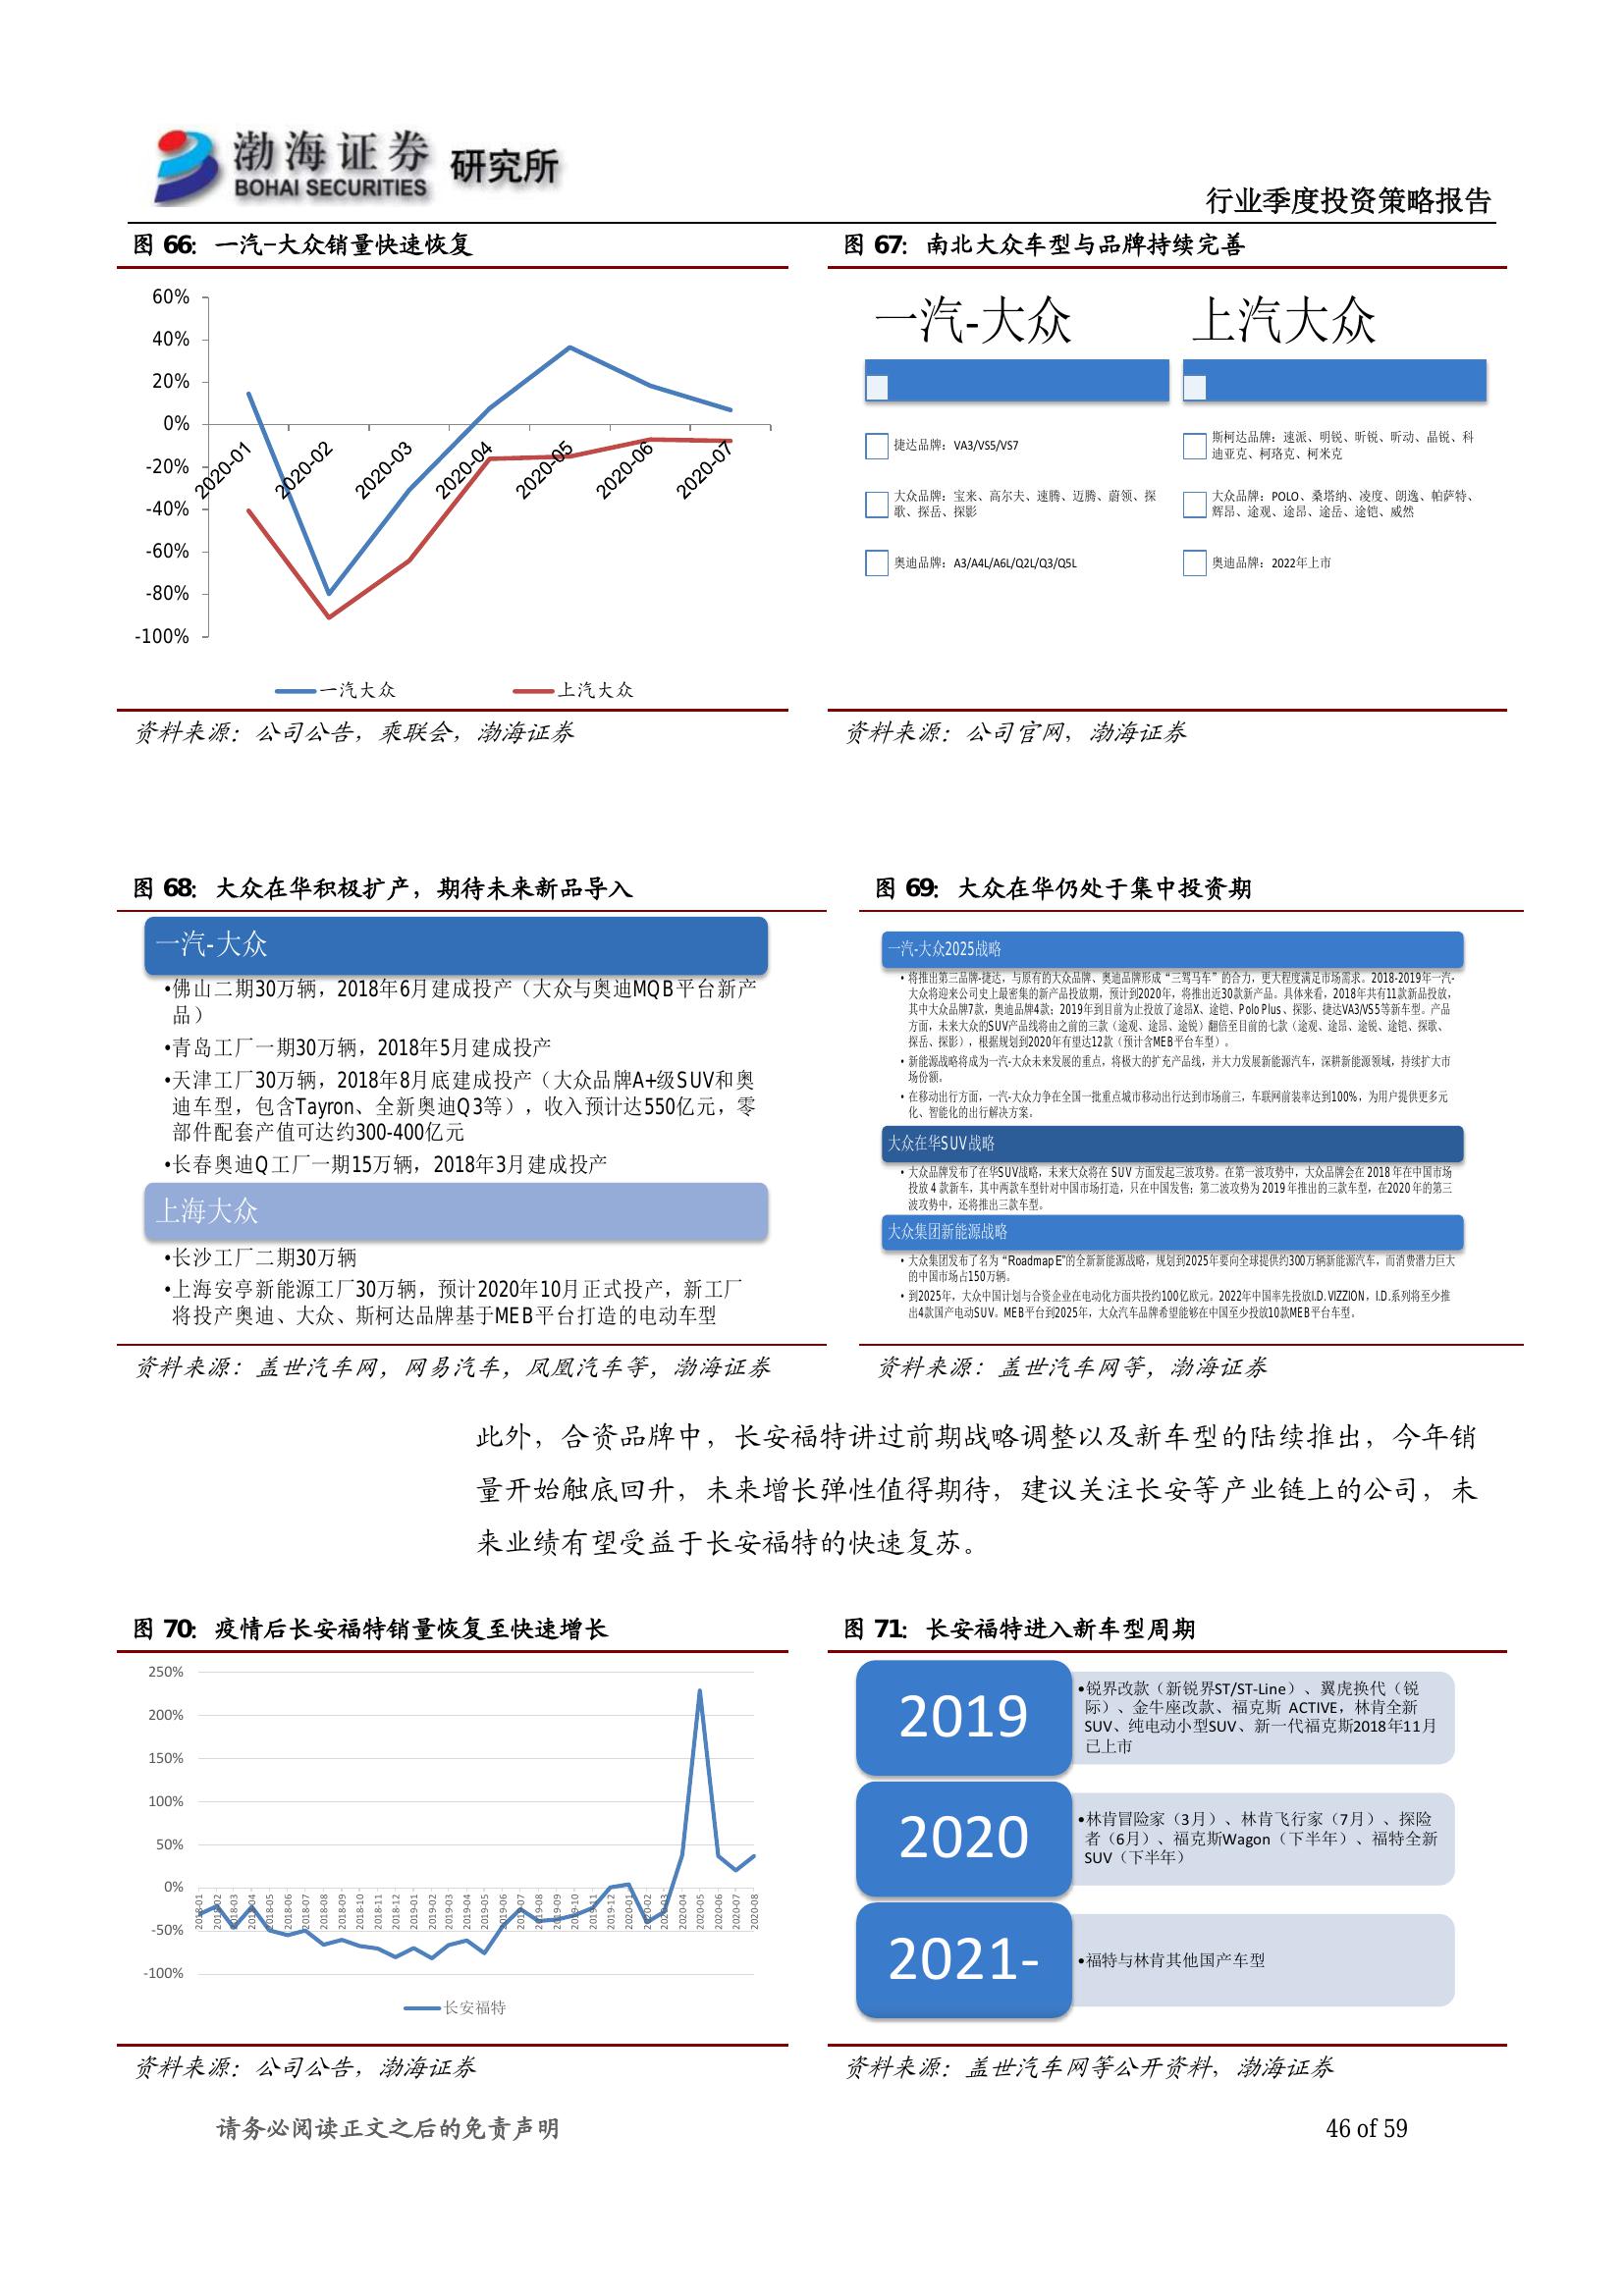 渤海证券 研究所
BOHAI SECURITIES
行业季度投资策略报告
图 66：一汽-大众销量快速恢复
60%
40%
20%
0%
-20%
-40%
-60%
-80%
-100%
2020-01
2020-02
2020-03
2020-04
2020-05
2020-06
2020-07
一汽大众
上汽大众
资料来源：公司公告，乘联会，渤海证券
图 67：南北大众车型与品牌持续完善
一汽-大众
捷达品牌：VA3/VS5/VS7
大众品牌：宝来、高尔夫、速腾、迈腾、蔚领、探
歌、探岳、探影
奥迪品牌：A3/A4L/A6L/Q2L/Q3/Q5L
上汽大众
斯柯达品牌：速派、明锐、昕锐、昕动、晶锐、科
迪亚克、柯珞克、柯米克
大众品牌：POLO、桑塔纳、凌度、朗逸、帕萨特、
辉昂、途观、途昂、途岳、途铠、威然
奥迪品牌：2022年上市
资料来源：公司官网，渤海证券
图 68：大众在华积极扩产，期待未来新品导入
一汽-大众
•佛山二期30万辆，2018年6月建成投产（大众与奥迪MQB平台新产
品）
•青岛工厂一期30万辆，2018年5月建成投产
•天津工厂30万辆，2018年8月底建成投产（大众品牌A+级SUV和奥
迪车型，包含Tayron、全新奥迪Q3等），收入预计达550亿元，零
部件配套产值可达约300-400亿元
•长春奥迪Q工厂一期15万辆，2018年3月建成投产
上海大众
•长沙工厂二期30万辆
•上海安亭新能源工厂30万辆，预计2020年10月正式投产，新工厂
将投产奥迪、大众、斯柯达品牌基于MEB平台打造的电动车型
资料来源：盖世汽车网，网易汽车，凤凰汽车等，渤海证券
图 69：大众在华仍处于集中投资期
一汽-大众2025战略
• 将推出第三品牌-捷达，与原有的大众品牌、奥迪品牌形成“三驾马车”的合力，更大程度满足市场需求。2018-2019年一汽-
大众将迎来公司史上最密集的新产品投放期，预计到2020年，将推出近30款新产品。具体来看，2018年共有11款新品投放，
其中大众品牌7款，奥迪品牌4款；2019年到目前为止投放了途昂X、途铠、Polo Plus、探影、捷达VA3/VS5等新车型。产品
方面，未来大众的SUV产品线将由之前的三款（途观、途昂、途锐）翻倍至目前的七款（途观、途昂、途锐、途铠、探歌、
探岳、探影），根据规划到2020年有望达12款（预计含MEB平台车型）。
• 新能源战略将成为一汽-大众未来发展的重点，将极大的扩充产品线，并大力发展新能源汽车，深耕新能源领域，持续扩大市
场份额。
• 在移动出行方面，一汽-大众力争在全国一批重点城市移动出行达到市场前三，车联网前装率达到100%，为用户提供更多元
化、智能化的出行解决方案。
大众在华SUV战略
• 大众品牌发布了在华SUV战略，未来大众将在 SUV 方面发起三波攻势。在第一波攻势中，大众品牌会在 2018 年在中国市场
投放 4 款新车，其中两款车型针对中国市场打造，只在中国发售；第二波攻势为 2019 年推出的三款车型，在2020 年的第三
波攻势中，还将推出三款车型。
大众集团新能源战略
• 大众集团发布了名为 “Roadmap E”的全新新能源战略，规划到2025年要向全球提供约300万辆新能源汽车，而消费潜力巨大
的中国市场占150万辆。
• 到2025年，大众中国计划与合资企业在电动化方面共投约100亿欧元。2022年中国率先投放I.D. VIZZION，I.D.系列将至少推
出4款国产电动SUV。MEB平台到2025年，大众汽车品牌希望能够在中国至少投放10款MEB平台车型。
资料来源：盖世汽车网等，渤海证券
此外，合资品牌中，长安福特讲过前期战略调整以及新车型的陆续推出，今年销
量开始触底回升，未来增长弹性值得期待，建议关注长安等产业链上的公司，未
来业绩有望受益于长安福特的快速复苏。
图 70：疫情后长安福特销量恢复至快速增长
250%
200%
150%
100%
50%
0%
-50%
-100%
2018-01
2018-02
2018-03
2018-04
2018-05
2018-06
2018-07
2018-08
2018-09
2018-10
2018-11
2018-12
2019-01
2019-02
2019-03
2019-04
2019-05
2019-06
2019-07
2019-08
2019-09
2019-10
2019-11
2019-12
2020-01
2020-02
2020-03
2020-04
2020-05
2020-06
2020-07
2020-08
长安福特
资料来源：公司公告，渤海证券
图 71：长安福特进入新车型周期
2019
•锐界改款（新锐界ST/ST-Line）、翼虎换代（锐
际）、金牛座改款、福克斯 ACTIVE，林肯全新
SUV、纯电动小型SUV、新一代福克斯2018年11月
已上市
2020
•林肯冒险家（3月）、林肯飞行家（7月）、探险
者（6月）、福克斯Wagon（下半年）、福特全新
SUV（下半年）
2021-
•福特与林肯其他国产车型
资料来源：盖世汽车网等公开资料，渤海证券
请务必阅读正文之后的免责声明
46 of 59